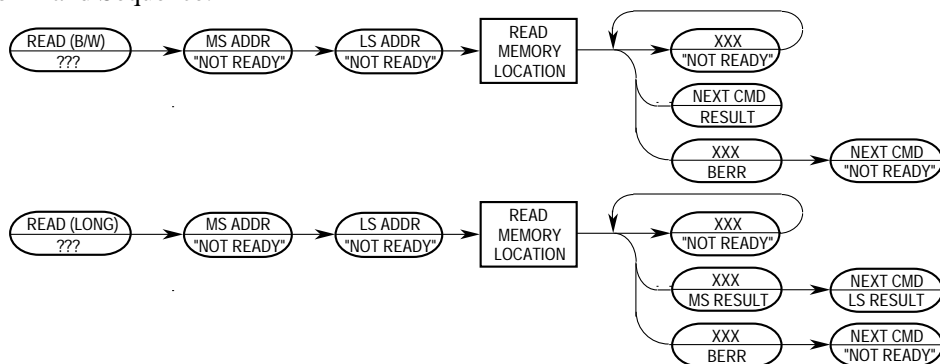 READ (B/W)
???
MS ADDR
"NOT READY"
LS ADDR
"NOT READY"
READ
MEMORY
LOCATION
XXX
"NOT READY"
NEXT CMD
RESULT
XXX
BERR
NEXT CMD
"NOT READY"
READ (LONG)
???
MS ADDR
"NOT READY"
LS ADDR
"NOT READY"
READ
MEMORY
LOCATION
XXX
"NOT READY"
XXX
MS RESULT
NEXT CMD
LS RESULT
XXX
BERR
NEXT CMD
"NOT READY"